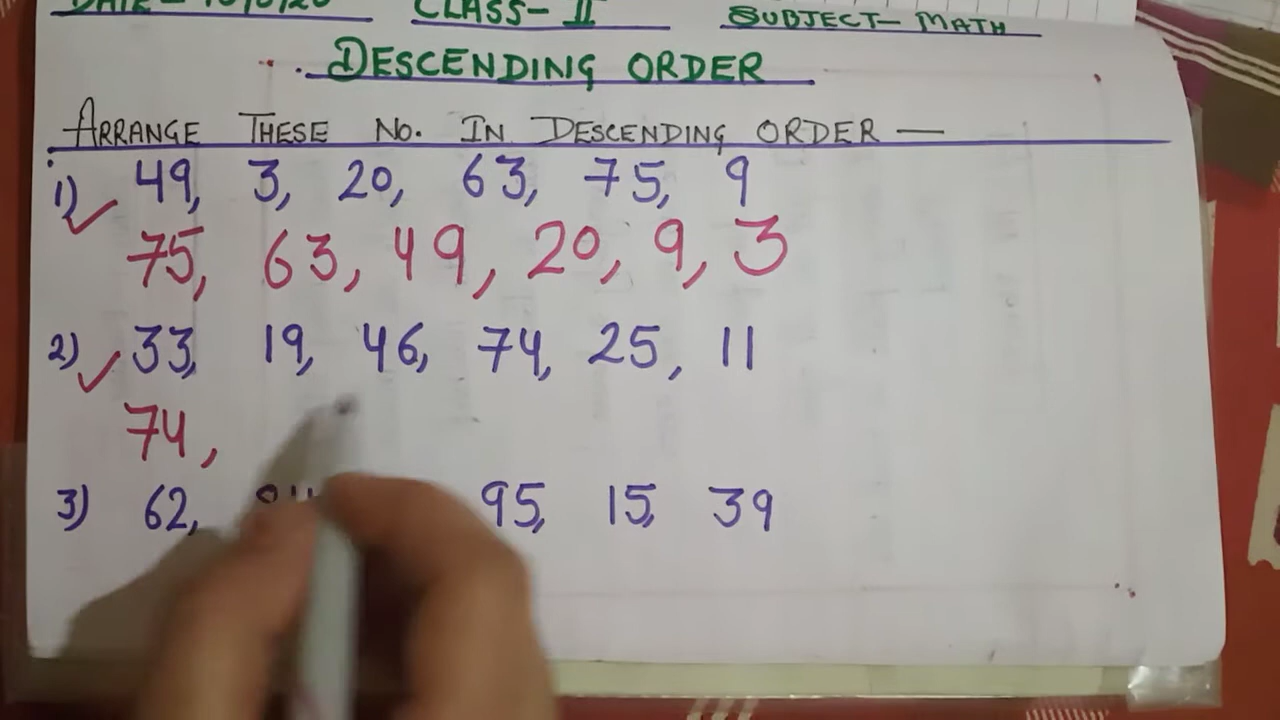 CLASS- II SUBJECT- MATH
DESCENDING ORDER
ARRANGE THESE NO. IN DESCENDING ORDER —
1) 49, 3, 20, 63, 75, 9
75, 63, 49, 20, 9, 3
2) 33, 19, 46, 74, 25, 11
74,
3) 62, 95, 15, 39